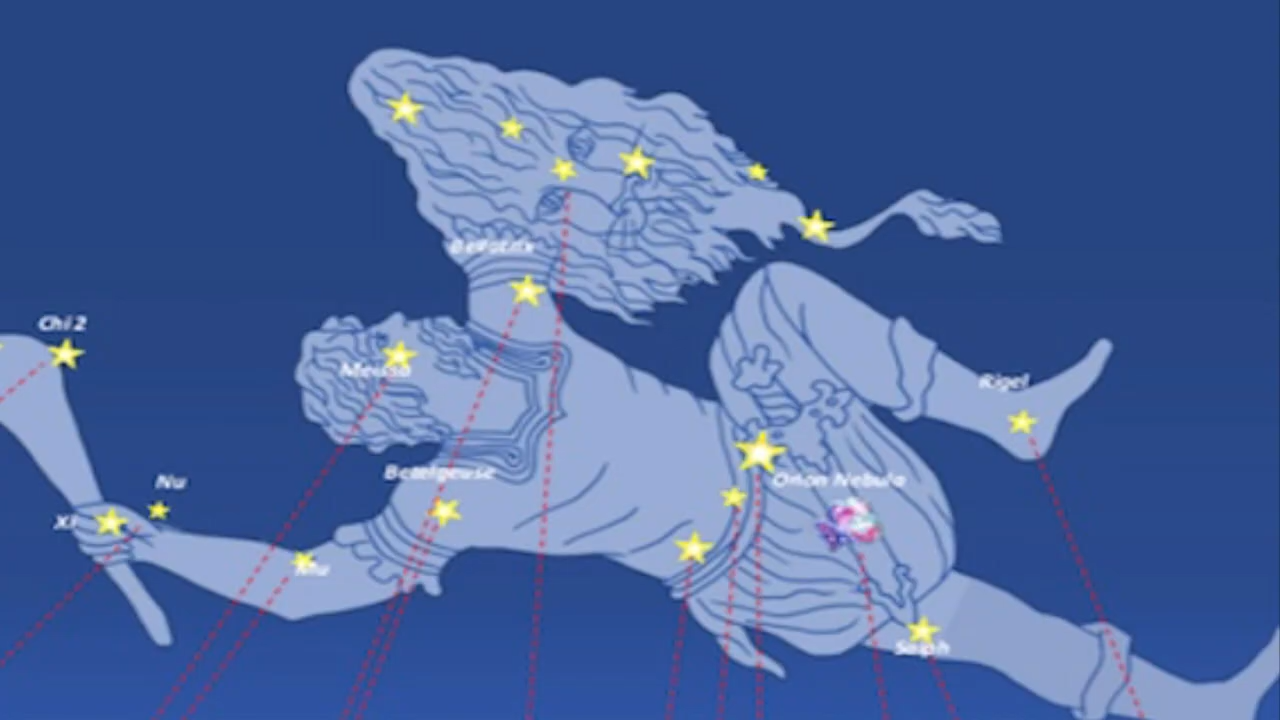 Bellatrix
Chi 2
Meissa
Rigel
Betelgeuse
Nu
Orion Nebula
Xi
Mu
Saiph